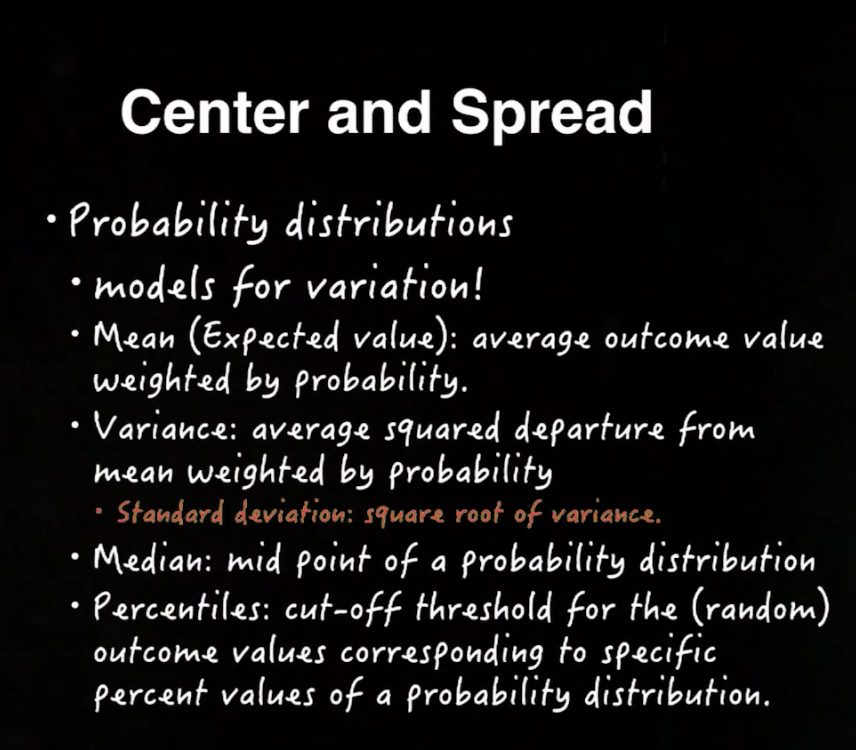 Center and Spread
• Probability distributions
• models for variation!
• Mean (Expected value): average outcome value
weighted by probability.
• Variance: average squared departure from
mean weighted by probability
• Standard deviation: square root of variance.
• Median: mid point of a probability distribution
• Percentiles: cut-off threshold for the (random)
outcome values corresponding to specific
percent values of a probability distribution.